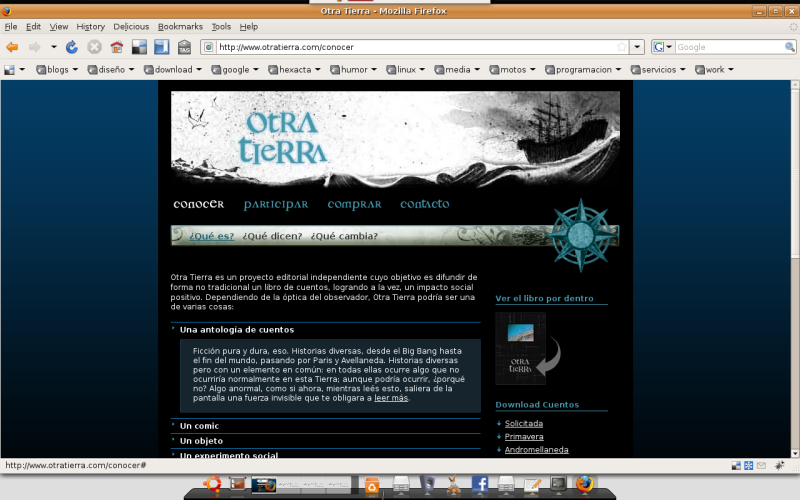 Otra Tierra - Mozilla Firefox
File Edit View History Delicious Bookmarks Tools Help
TAG http://www.otratierra.com/conocer Google
blogs diseño download google hexacta humor linux media motos programacion servicios work
OTRA
TIERRA
CONOCER PARTICIPAR COMPRAR CONTACTO
¿Qué es? ¿Qué dicen? ¿Qué cambia?
Otra Tierra es un proyecto editorial independiente cuyo objetivo es difundir de
forma no tradicional un libro de cuentos, logrando a la vez, un impacto social
positivo. Dependiendo de la óptica del observador, Otra Tierra podría ser una
de varias cosas:
Una antología de cuentos
Ficción pura y dura, eso. Historias diversas, desde el Big Bang hasta
el fin del mundo, pasando por Paris y Avellaneda. Historias diversas
pero con un elemento en común: en todas ellas ocurre algo que no
ocurriría normalmente en esta Tierra; aunque podría ocurrir, ¿porqué
no? Algo anormal, como si ahora, mientras leés esto, saliera de la
pantalla una fuerza invisible que te obligara a leer más.
Un comic
Un objeto
Un experimento social
Ver el libro por dentro
OTRA
TIERRA
Download Cuentos
Solicitada
Primavera
Andromellaneda
http://www.otratierra.com/conocer#